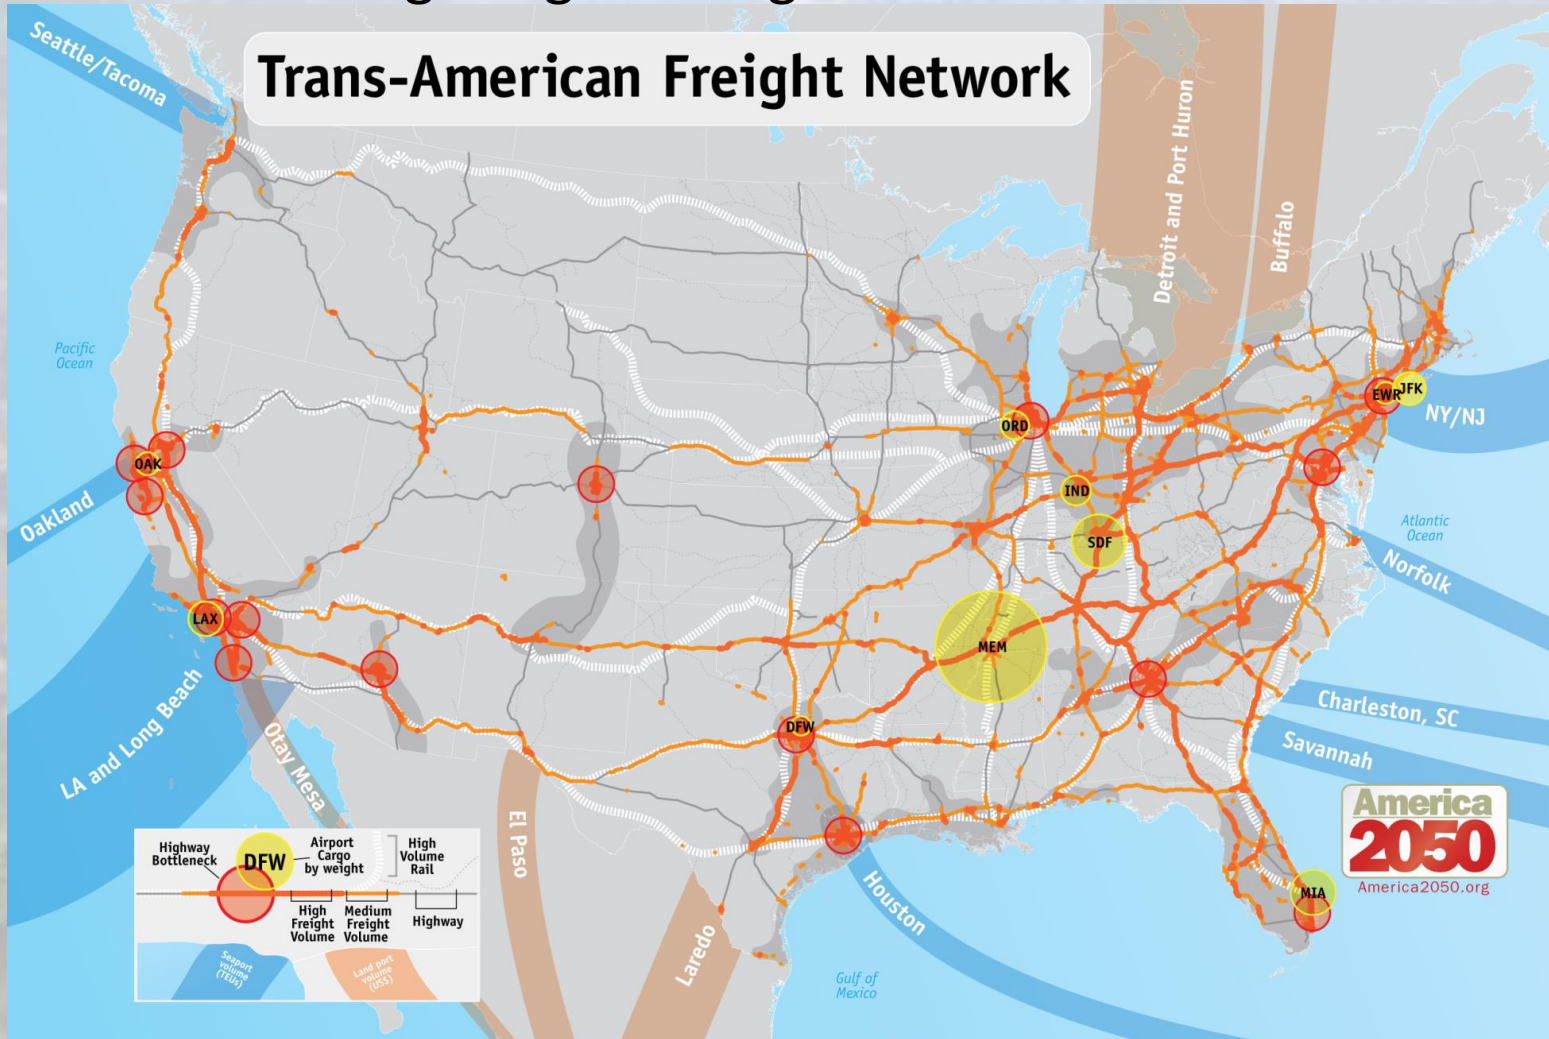 Trans-American Freight Network
Seattle/Tacoma
Detroit and Port Huron
Buffalo
Pacific
Ocean
ORD
EWR
JFK
NY/NJ
OAK
Oakland
IND
SDF
Atlantic
Ocean
Norfolk
LAX
MEM
LA and Long Beach
Otay Mesa
DFW
Charleston, SC
Savannah
El Paso
Laredo
Houston
Gulf of
Mexico
MIA
America
2050
America2050.org
Highway
Bottleneck
DFW
Airport
Cargo
by weight
High
Volume
Rail
High
Freight
Volume
Medium
Freight
Volume
Highway
Seaport
volume
(TEUs)
Land port
volume
(US$)